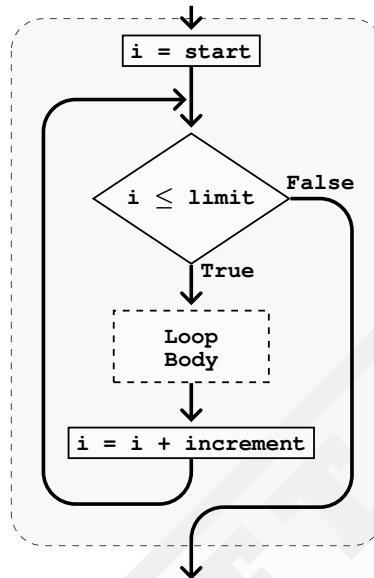 i = start
i ≤ limit
False
True
Loop
Body
i = i + increment